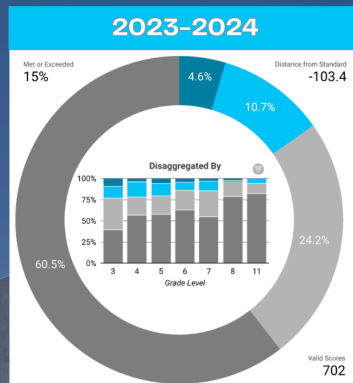 2023-2024
Met or Exceeded
15%
Distance from Standard
-103.4
4.6%
10.7%
24.2%
60.5%
Disaggregated By
100%
75%
50%
25%
0%
3 4 5 6 7 8 11
Grade Level
Valid Scores
702